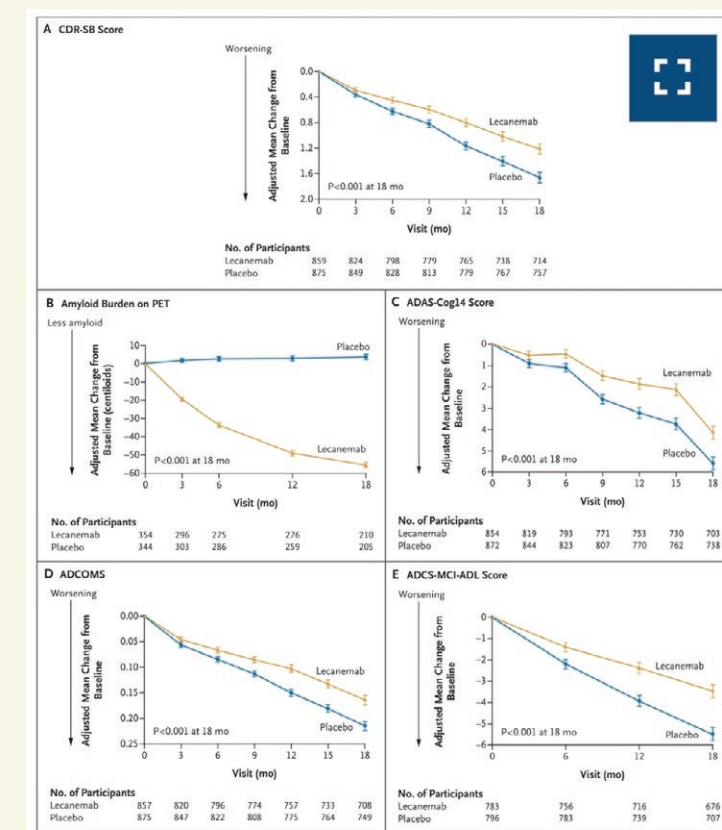 A CDR-SB Score
Worsening
Adjusted Mean Change from
Baseline
0.0
0.4
0.8
1.2
1.6
2.0
Lecanemab
Placebo
P<0.001 at 18 mo
0 3 6 9 12 15 18
Visit (mo)
No. of Participants
Lecanemab 859 824 798 779 765 738 714
Placebo 875 849 828 813 779 767 757
B Amyloid Burden on PET
Less amyloid
Adjusted Mean Change from
Baseline (centiloids)
10
0
−10
−20
−30
−40
−50
−60
Placebo
Lecanemab
P<0.001 at 18 mo
0 3 6 12 18
Visit (mo)
No. of Participants
Lecanemab 354 296 275 276 210
Placebo 344 303 286 259 205
C ADAS-Cog14 Score
Worsening
Adjusted Mean Change from
Baseline
0
1
2
3
4
5
6
Lecanemab
Placebo
P<0.001 at 18 mo
0 3 6 9 12 15 18
Visit (mo)
No. of Participants
Lecanemab 854 819 793 771 753 730 703
Placebo 872 844 823 807 770 762 738
D ADCOMS
Worsening
Adjusted Mean Change from
Baseline
0.00
0.05
0.10
0.15
0.20
0.25
Lecanemab
Placebo
P<0.001 at 18 mo
0 3 6 9 12 15 18
Visit (mo)
No. of Participants
Lecanemab 857 820 796 774 757 733 708
Placebo 875 847 822 808 775 764 749
E ADCS-MCI-ADL Score
Worsening
Adjusted Mean Change from
Baseline
0
−1
−2
−3
−4
−5
−6
Lecanemab
Placebo
P<0.001 at 18 mo
0 6 12 18
Visit (mo)
No. of Participants
Lecanemab 783 756 716 676
Placebo 796 783 739 707